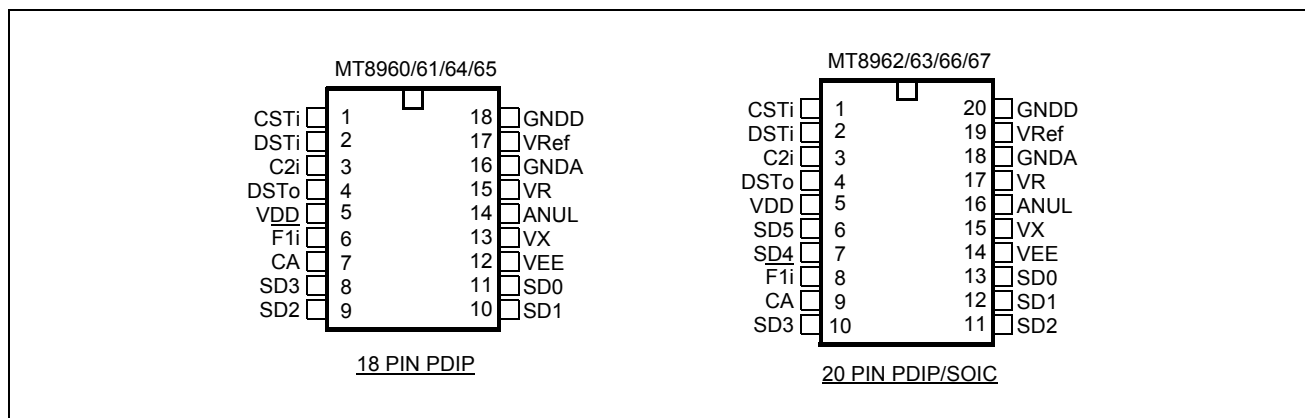 MT8960/61/64/65
CSTi 1 18 GNDD
DSTi 2 17 VRef
C2i 3 16 GNDA
DSTo 4 15 VR
VDD 5 14 ANUL
F1i 6 13 VX
CA 7 12 VEE
SD3 8 11 SD0
SD2 9 10 SD1
18 PIN PDIP
MT8962/63/66/67
CSTi 1 20 GNDD
DSTi 2 19 VRef
C2i 3 18 GNDA
DSTo 4 17 VR
VDD 5 16 ANUL
SD5 6 15 VX
SD4 7 14 VEE
F1i 8 13 SD0
CA 9 12 SD1
SD3 10 11 SD2
20 PIN PDIP/SOIC